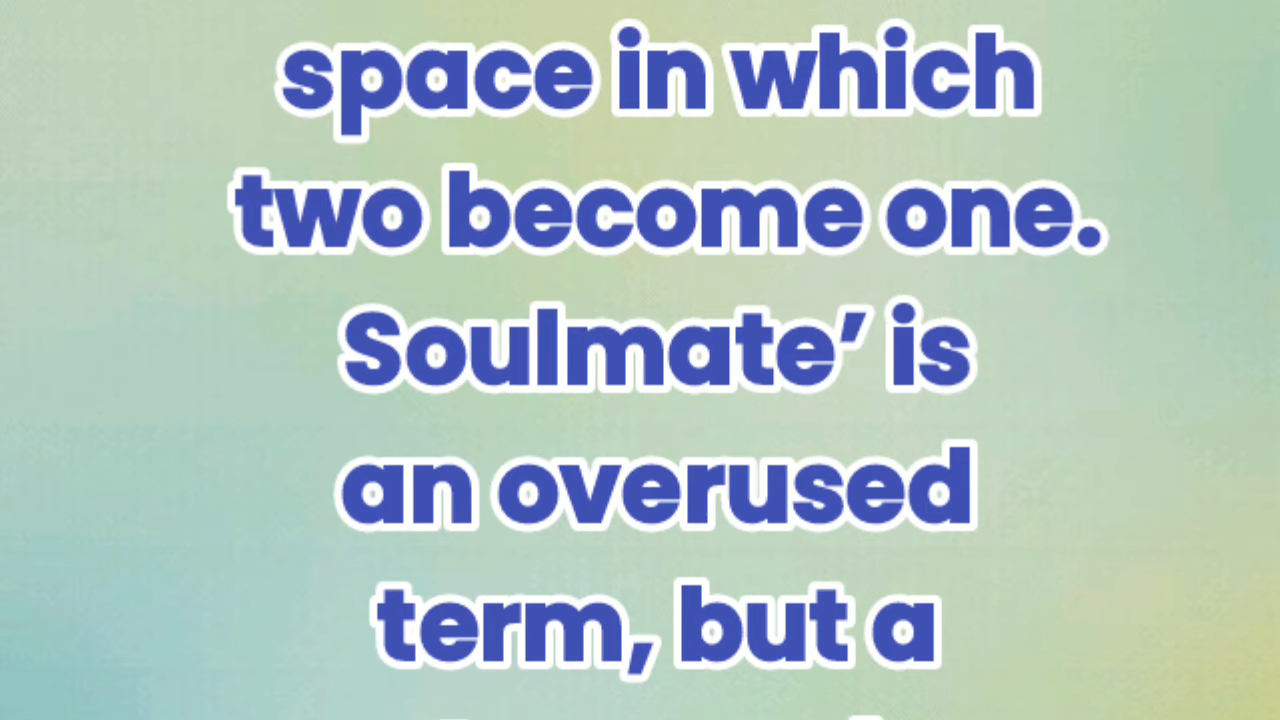 space in which
two become one.
Soulmate’ is
an overused
term, but a